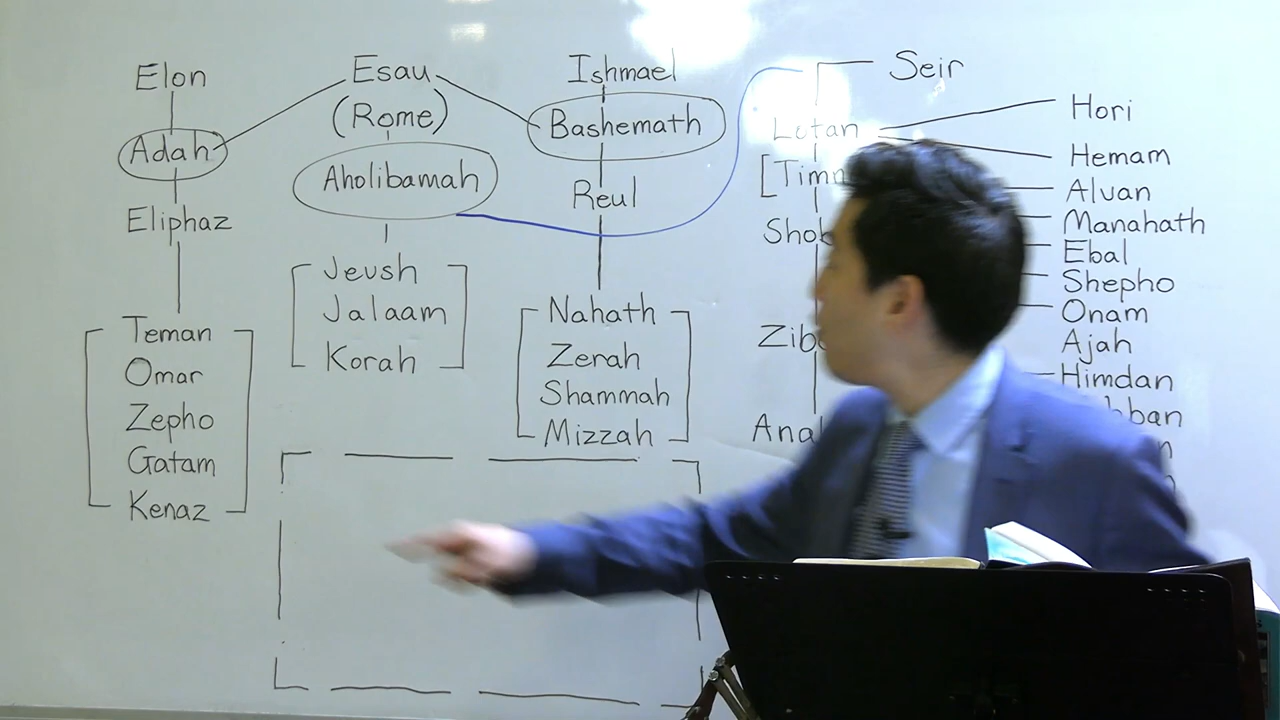 Elon
Adah
Eliphaz
Teman
Omar
Zepho
Gatam
Kenaz
Esau
(Rome)
Aholibamah
Jeush
Jalaam
Korah
Ishmael
Bashemath
Reul
Nahath
Zerah
Shammah
Mizzah
Seir
Lotan
Hori
Hemam
Alvan
Manahath
Ebal
Shepho
Onam
Ajah
Himdan